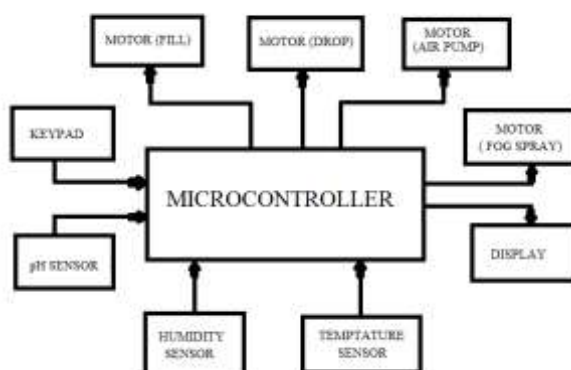 MOTOR (FILL)
MOTOR (DROP)
MOTOR
(AIR PUMP)
KEYPAD
MOTOR
( FOG SPRAY)
MICROCONTROLLER
pH SENSOR
DISPLAY
HUMIDITY
SENSOR
TEMPTATURE
SENSOR